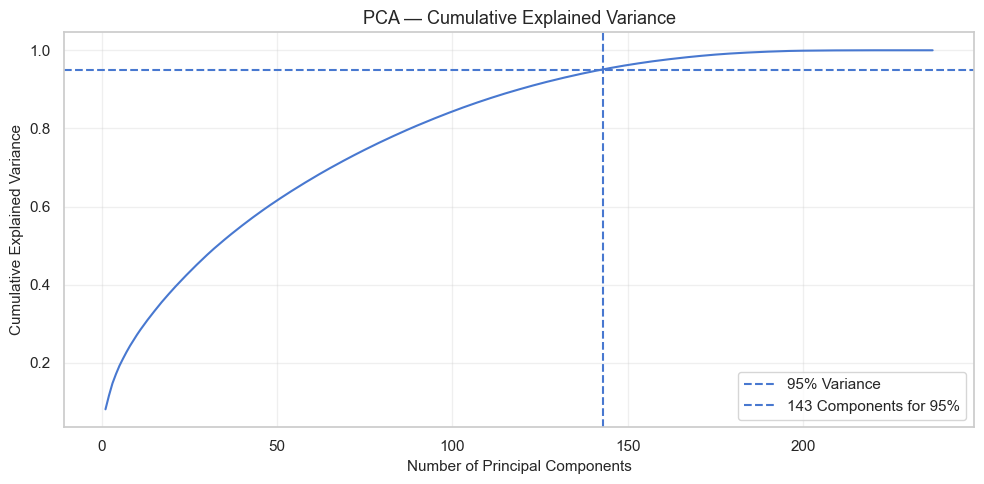 PCA — Cumulative Explained Variance
Cumulative Explained Variance
1.0
0.8
0.6
0.4
0.2
95% Variance
143 Components for 95%
0
50
100
150
200
Number of Principal Components